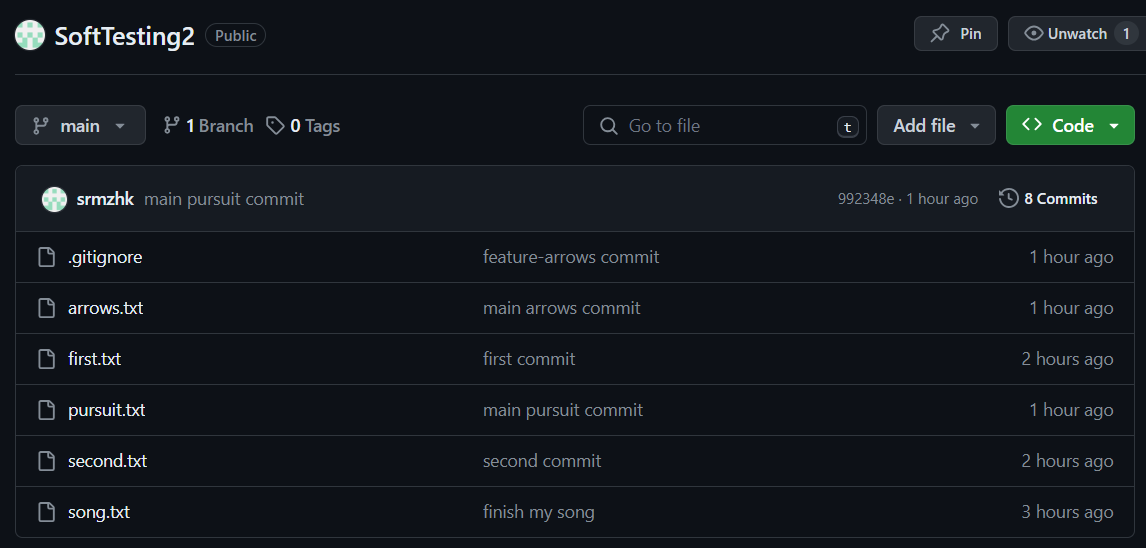 SoftTesting2 Public Pin Unwatch 1
main 1 Branch 0 Tags Go to file t Add file Code
srmzhk main pursuit commit 992348e · 1 hour ago 8 Commits
.gitignore feature-arrows commit 1 hour ago
arrows.txt main arrows commit 1 hour ago
first.txt first commit 2 hours ago
pursuit.txt main pursuit commit 1 hour ago
second.txt second commit 2 hours ago
song.txt finish my song 3 hours ago